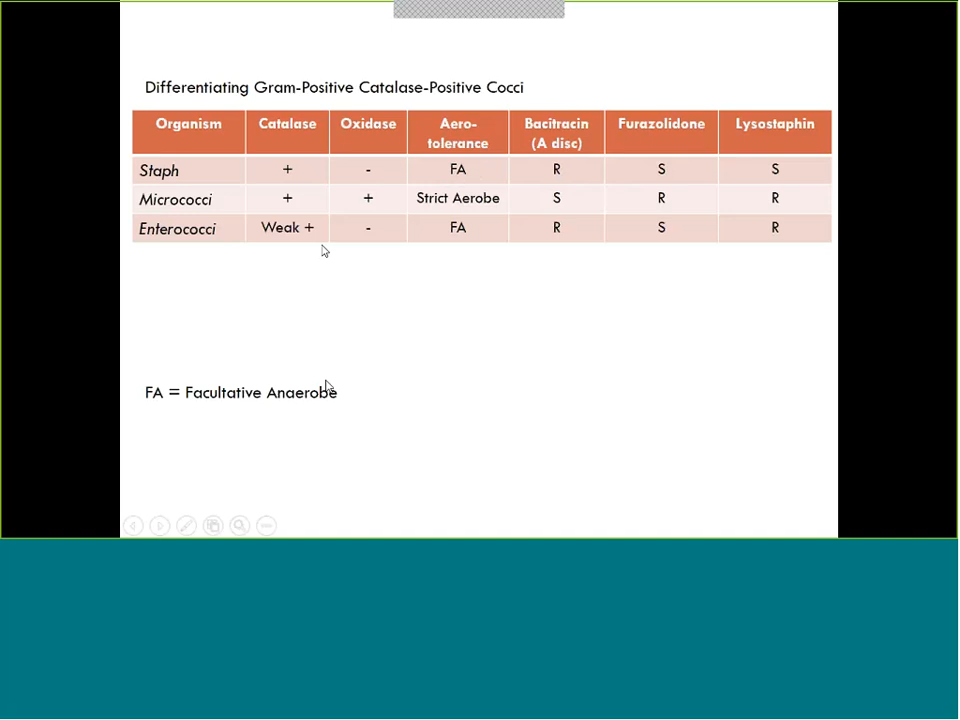 Differentiating Gram-Positive Catalase-Positive Cocci
Organism Catalase Oxidase Aero-tolerance Bacitracin (A disc) Furazolidone Lysostaphin
Staph + - FA R S S
Micrococci + + Strict Aerobe S R R
Enterococci Weak + - FA R S R
FA = Facultative Anaerobe